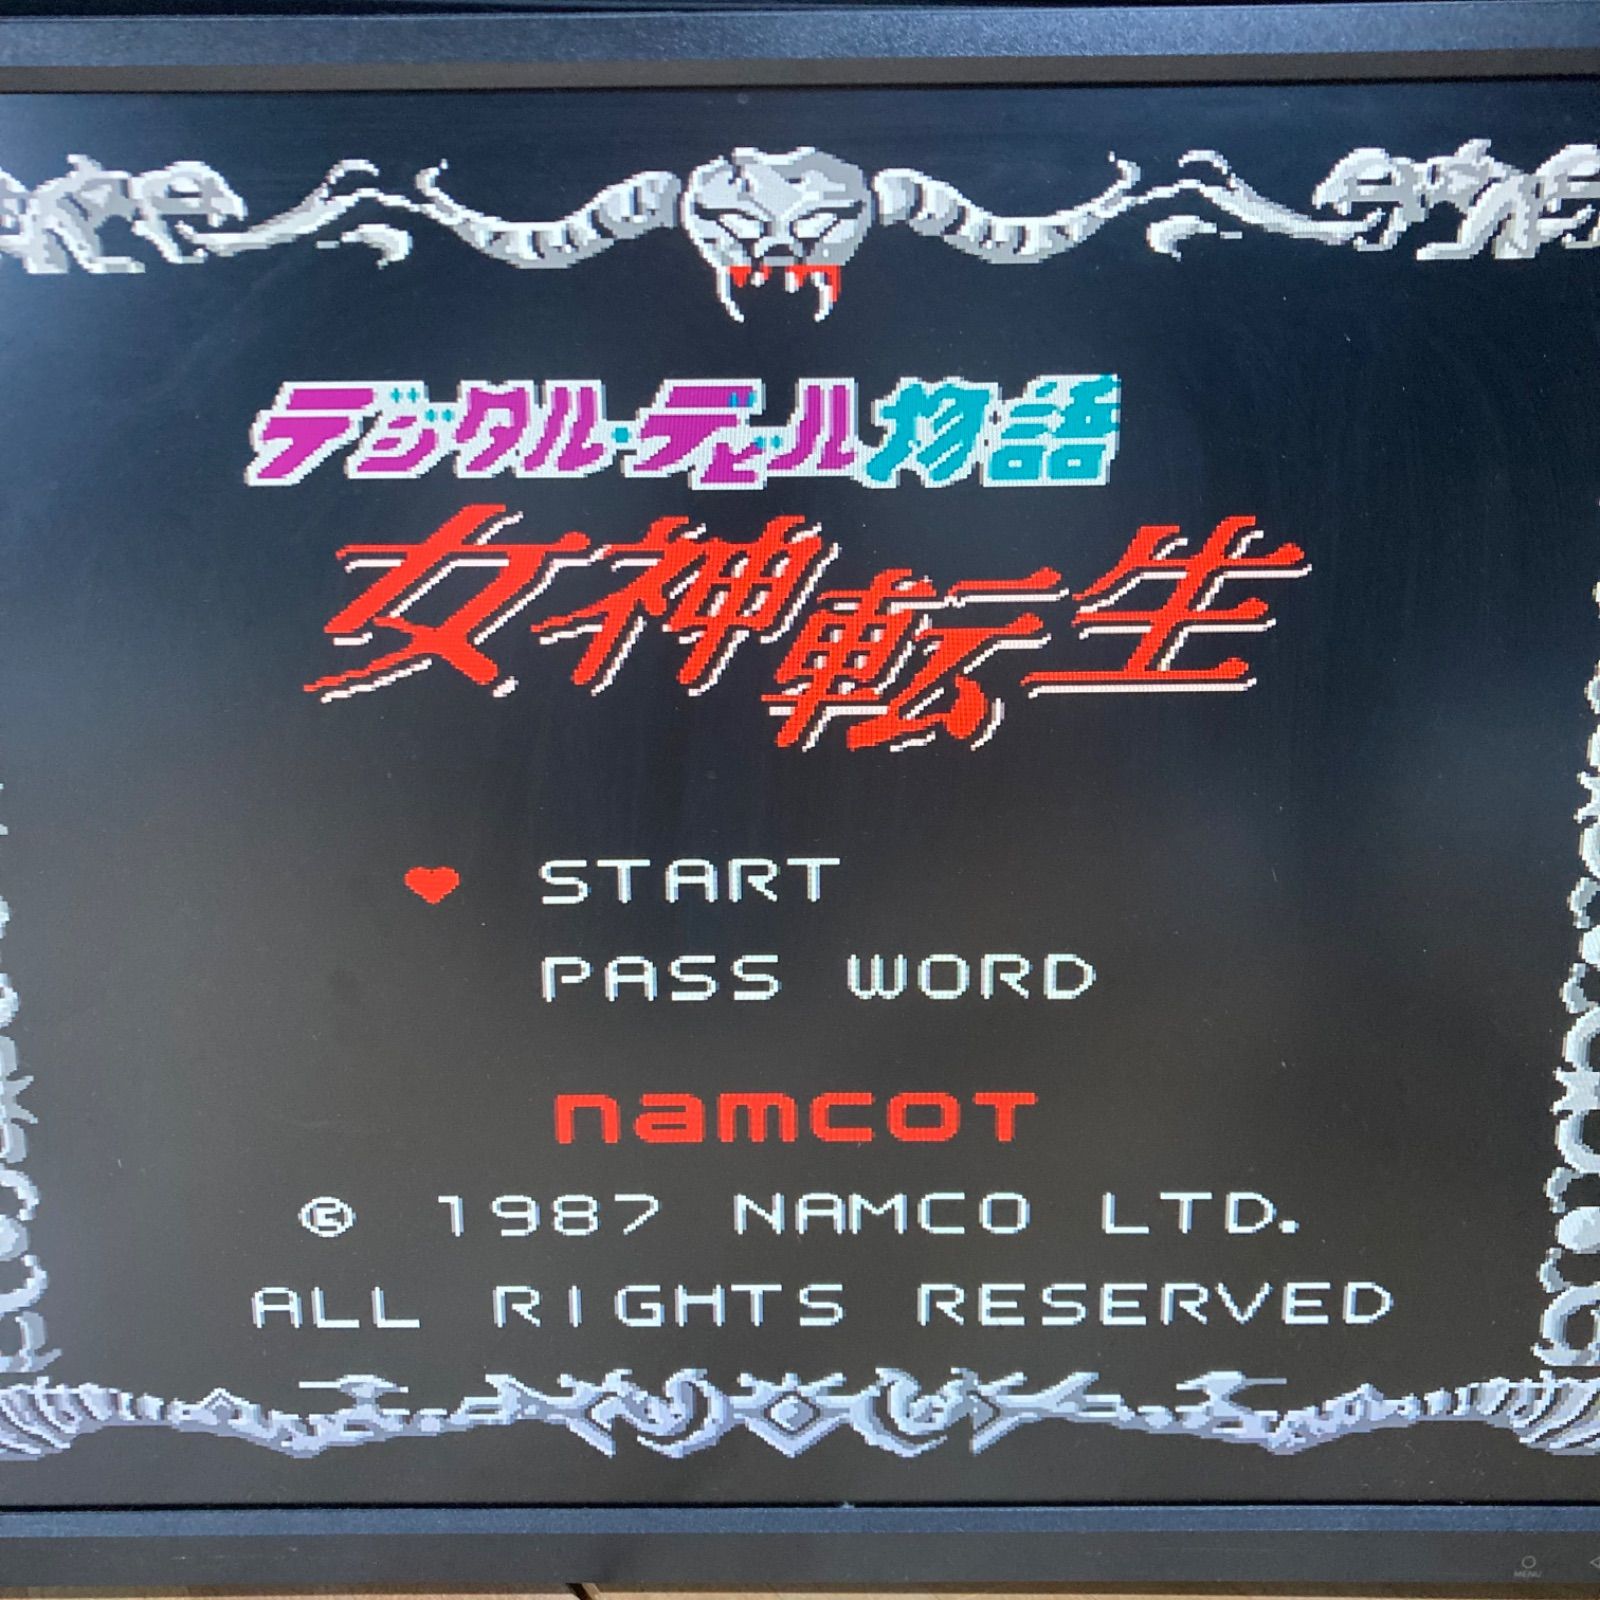 デジタル・デビル物語
女神転生
START
PASS WORD
namcoT
© 1987 NAMCO LTD.
ALL RIGHTS RESERVED
MENU